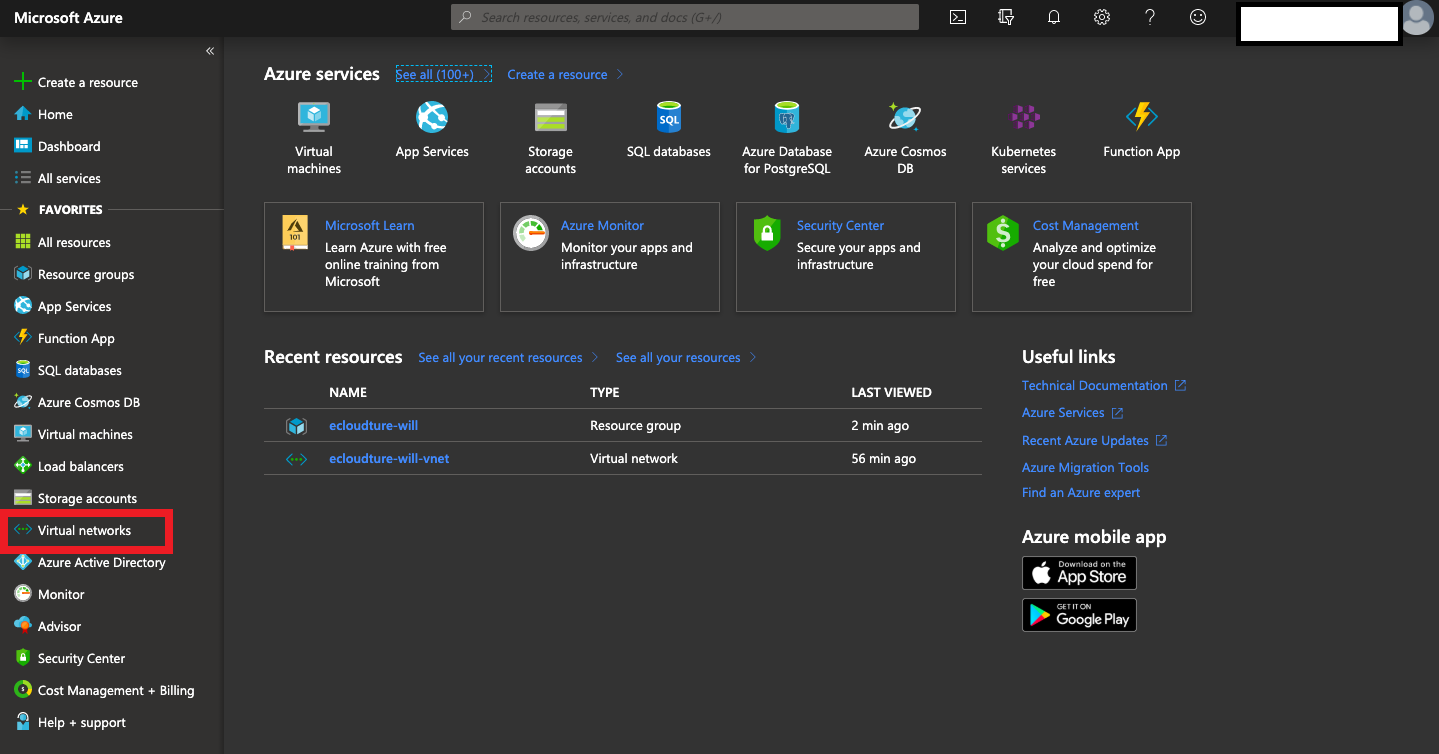 Microsoft Azure
Search resources, services, and docs (G+/)
«
Create a resource
Home
Dashboard
All services
FAVORITES
All resources
Resource groups
App Services
Function App
SQL databases
Azure Cosmos DB
Virtual machines
Load balancers
Storage accounts
Virtual networks
Azure Active Directory
Monitor
Advisor
Security Center
Cost Management + Billing
Help + support
Azure services
See all (100+)
Create a resource
Virtual
machines
App Services
Storage
accounts
SQL
SQL databases
Azure Database
for PostgreSQL
Azure Cosmos
DB
Kubernetes
services
Function App
101
Microsoft Learn
Learn Azure with free
online training from
Microsoft
Azure Monitor
Monitor your apps and
infrastructure
Security Center
Secure your apps and
infrastructure
$
Cost Management
Analyze and optimize
your cloud spend for
free
Recent resources
See all your recent resources
See all your resources
NAME TYPE LAST VIEWED
ecloudture-will Resource group 2 min ago
ecloudture-will-vnet Virtual network 56 min ago
Useful links
Technical Documentation
Azure Services
Recent Azure Updates
Azure Migration Tools
Find an Azure expert
Azure mobile app
Download on the
App Store
GET IT ON
Google Play